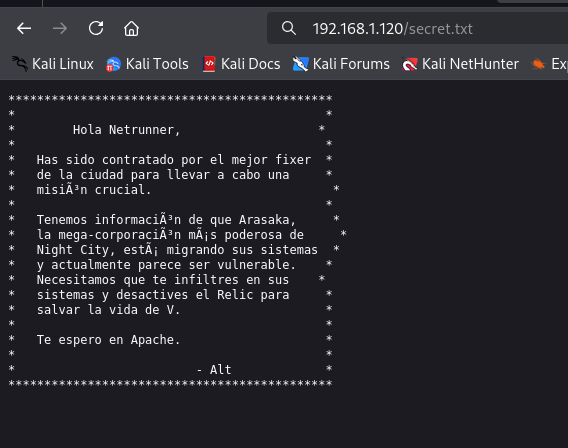 192.168.1.120/secret.txt
Kali Linux Kali Tools Kali Docs Kali Forums Kali NetHunter
*********************************************
*                                           *
*        Hola Netrunner,                   *
*                                           *
*   Has sido contratado por el mejor fixer  *
*   de la ciudad para llevar a cabo una     *
*   misiÃ³n crucial.                         *
*                                           *
*   Tenemos informaciÃ³n de que Arasaka,     *
*   la mega-corporaciÃ³n mÃ¡s poderosa de     *
*   Night City, estÃ¡ migrando sus sistemas  *
*   y actualmente parece ser vulnerable.    *
*   Necesitamos que te infiltres en sus    *
*   sistemas y desactives el Relic para     *
*   salvar la vida de V.                    *
*                                           *
*   Te espero en Apache.                    *
*                                           *
*                         - Alt             *
*********************************************